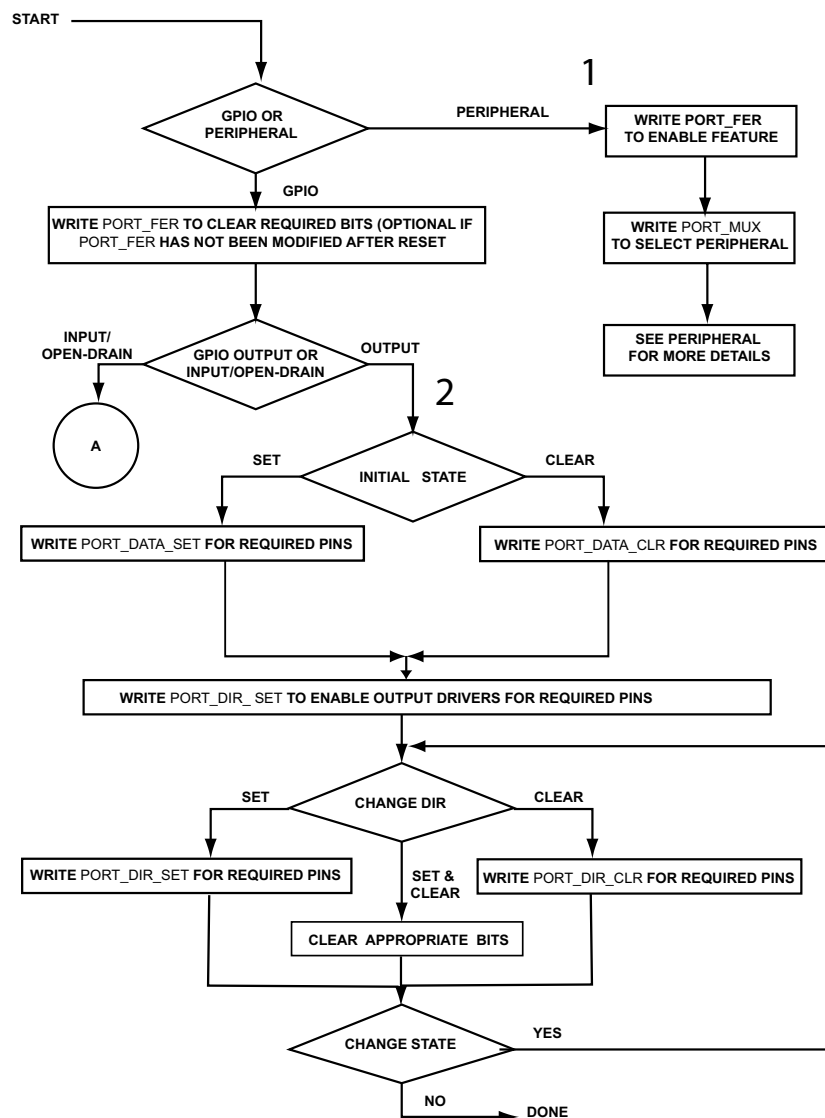 START
1
GPIO OR
PERIPHERAL
PERIPHERAL
WRITE PORT_FER
TO ENABLE FEATURE
GPIO
WRITE PORT_FER TO CLEAR REQUIRED BITS (OPTIONAL IF
PORT_FER HAS NOT BEEN MODIFIED AFTER RESET
WRITE PORT_MUX
TO SELECT PERIPHERAL
INPUT/
OPEN-DRAIN
GPIO OUTPUT OR
INPUT/OPEN-DRAIN
OUTPUT
SEE PERIPHERAL
FOR MORE DETAILS
2
A
SET
INITIAL STATE
CLEAR
WRITE PORT_DATA_SET FOR REQUIRED PINS
WRITE PORT_DATA_CLR FOR REQUIRED PINS
WRITE PORT_DIR_ SET TO ENABLE OUTPUT DRIVERS FOR REQUIRED PINS
SET
CHANGE DIR
CLEAR
WRITE PORT_DIR_SET FOR REQUIRED PINS
SET &
CLEAR
WRITE PORT_DIR_CLR FOR REQUIRED PINS
CLEAR APPROPRIATE BITS
CHANGE STATE
YES
NO
DONE